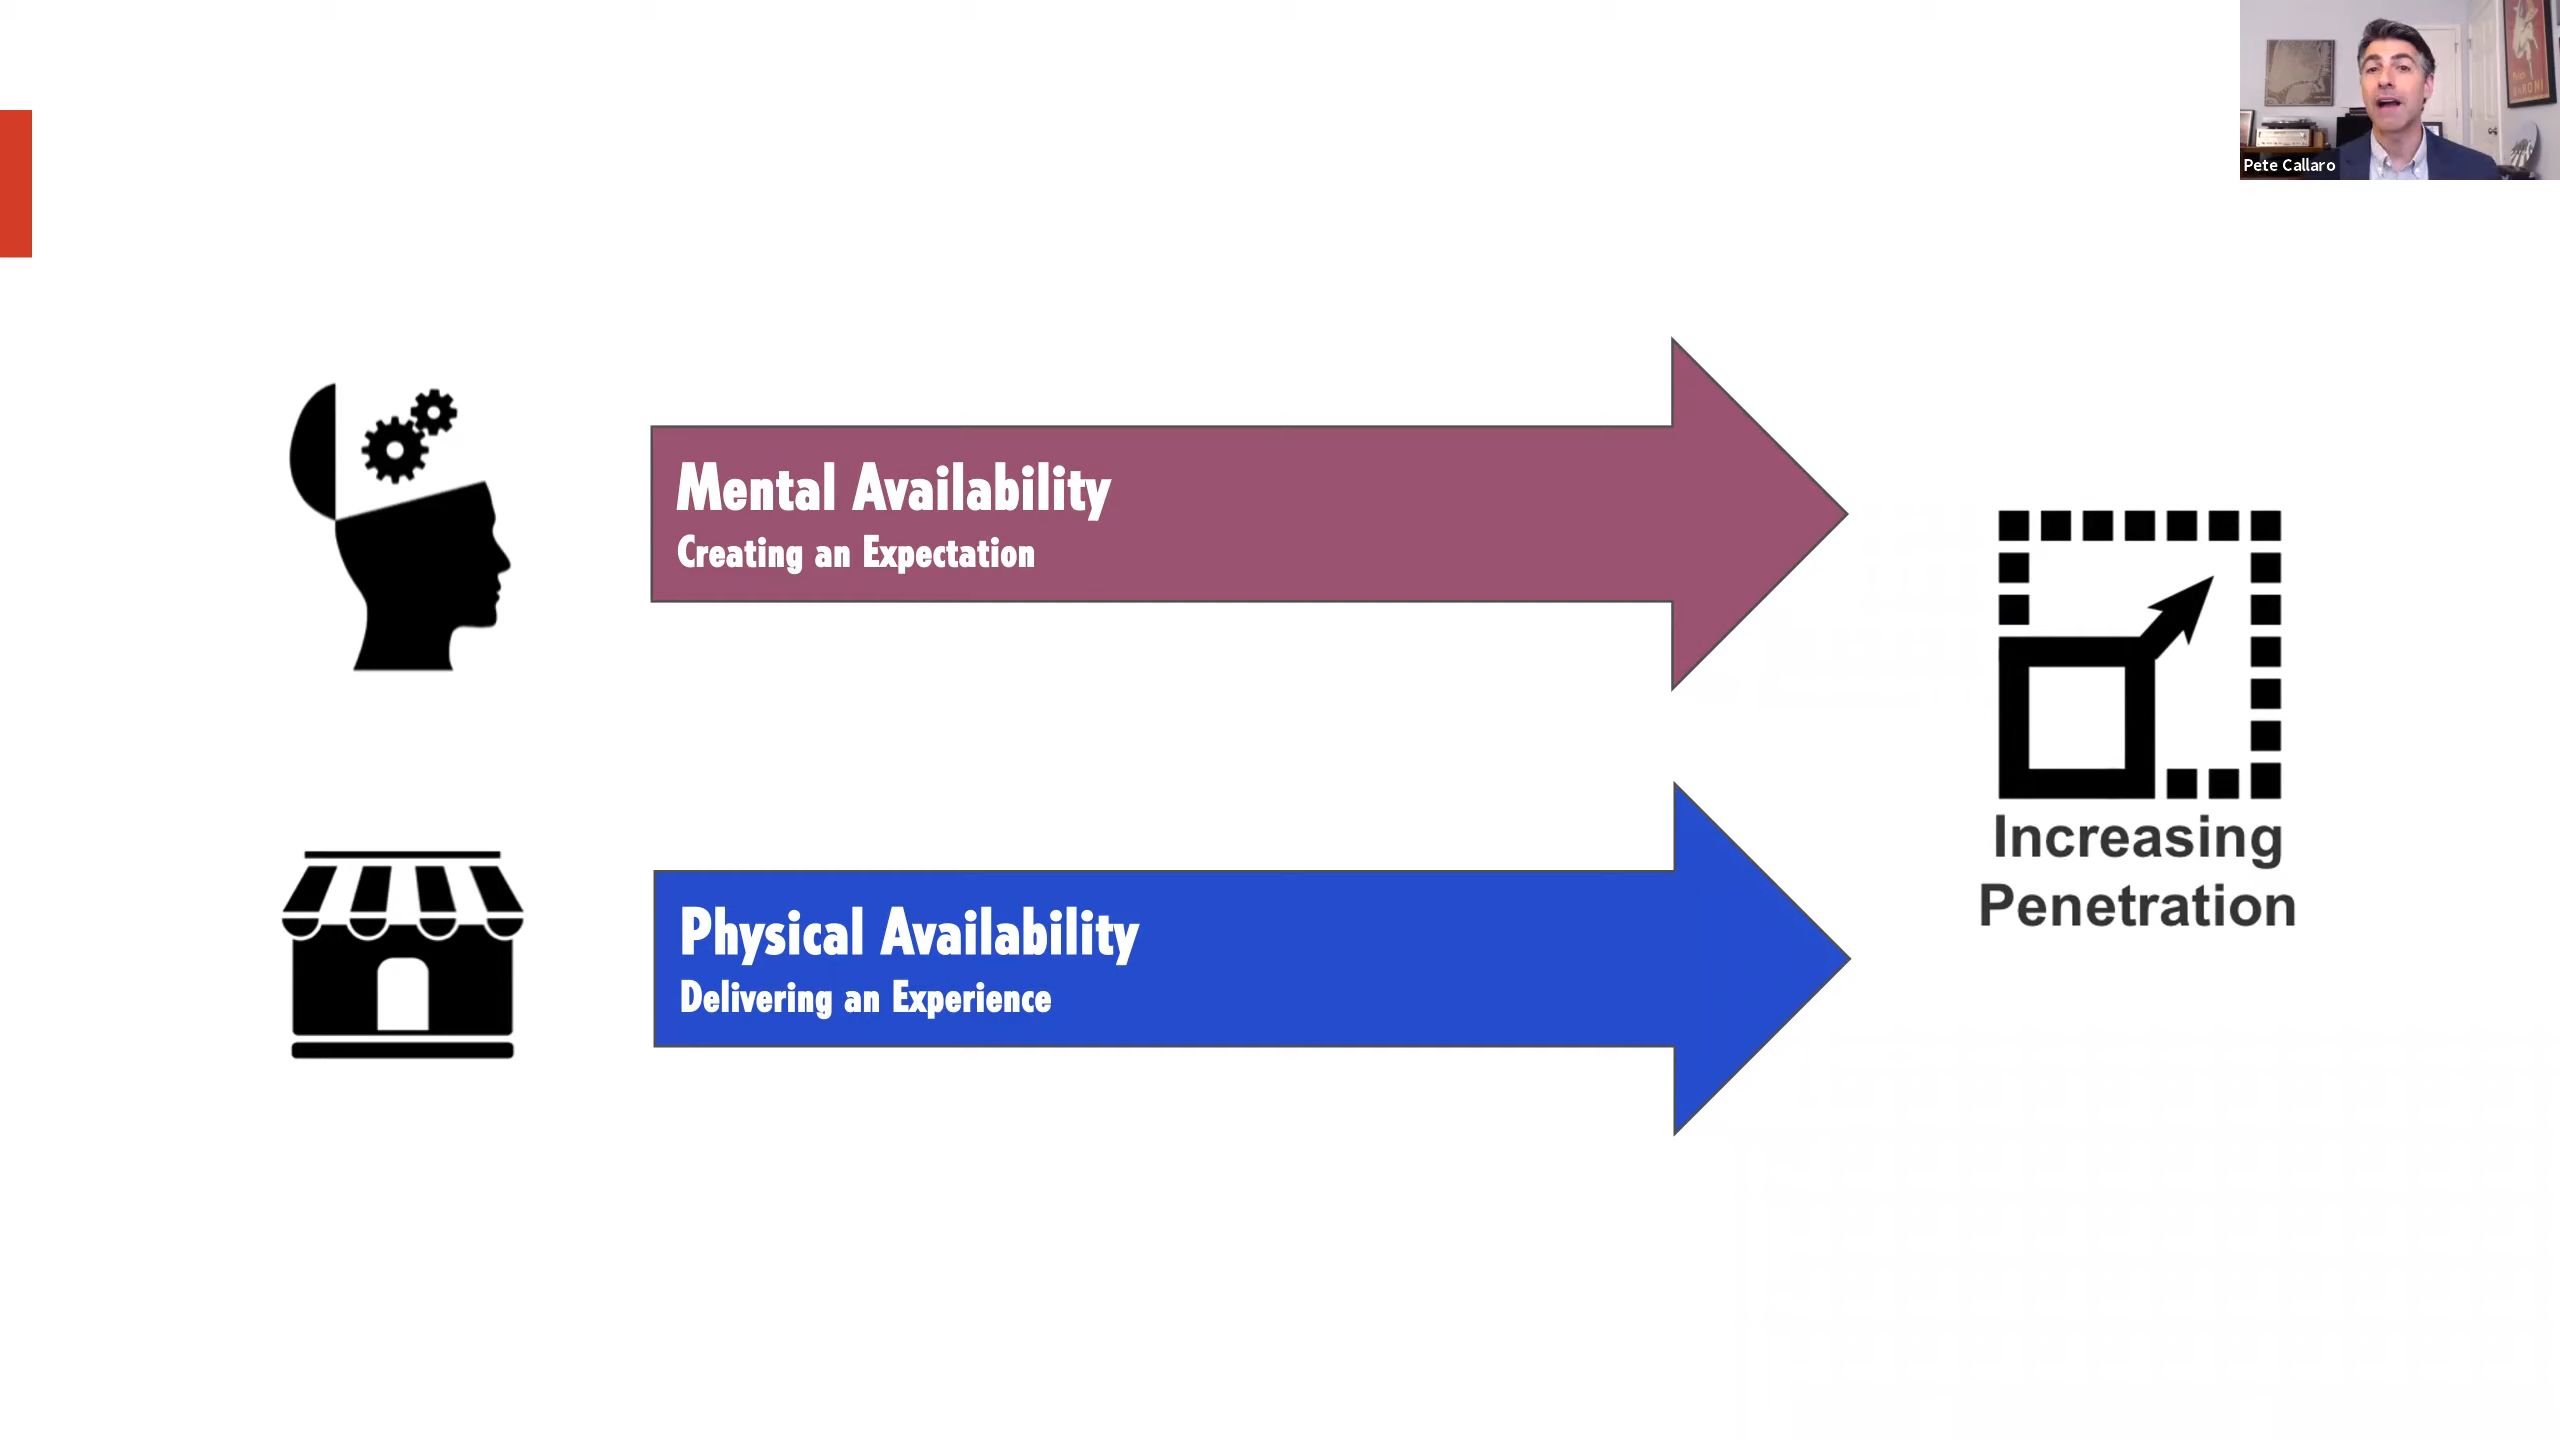 Pete Callaro
Mental Availability
Creating an Expectation
Physical Availability
Delivering an Experience
Increasing
Penetration